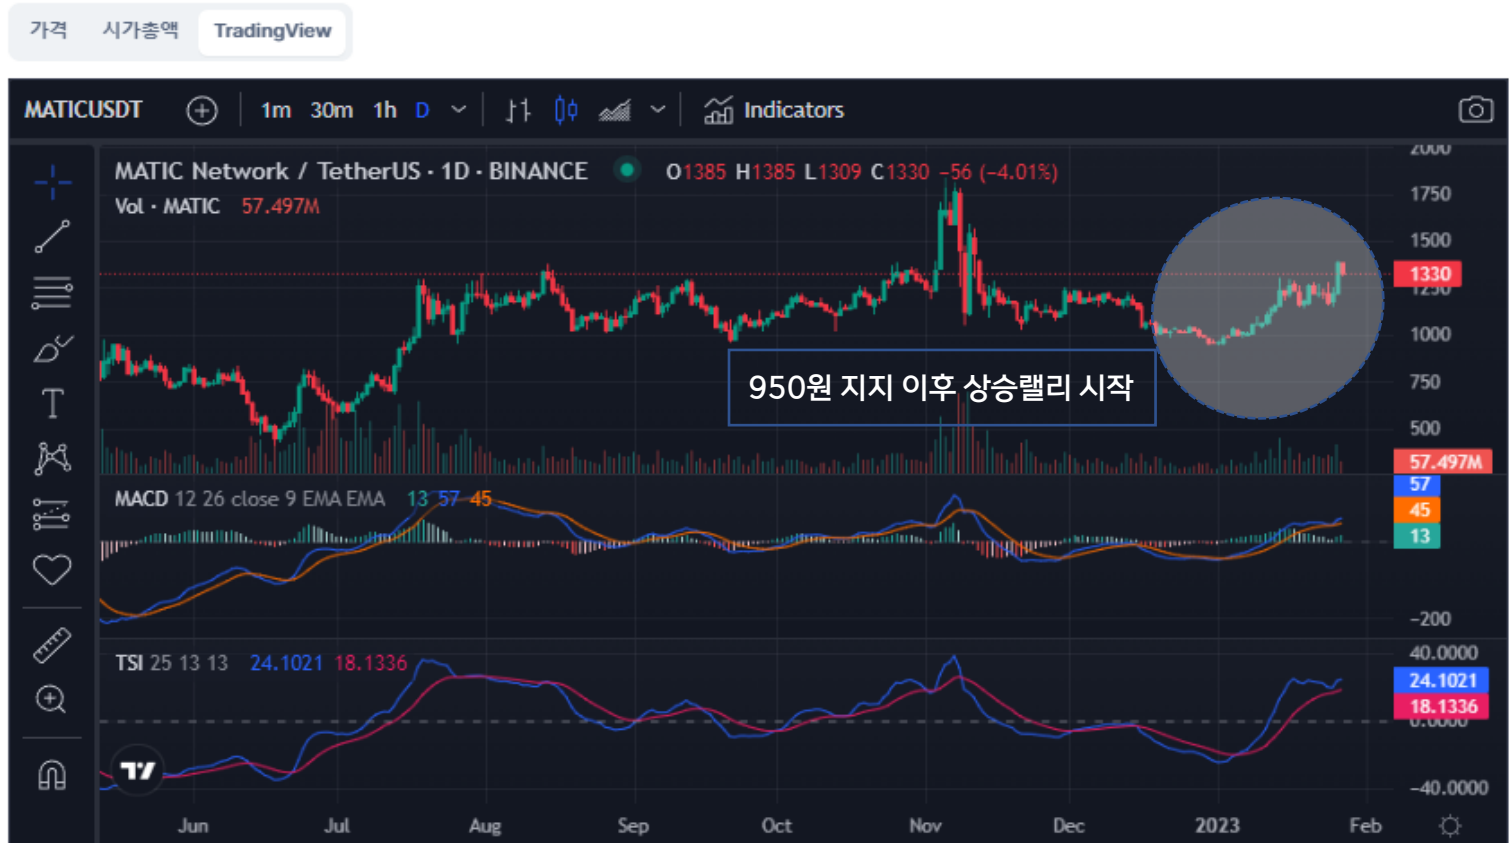 가격 시가총액 TradingView
MATICUSDT 1m 30m 1h D Indicators
MATIC Network / TetherUS · 1D · BINANCE O1385 H1385 L1309 C1330 −56 (−4.01%)
Vol · MATIC 57.497M
2000
1750
1500
1330
1250
1000
950원 지지 이후 상승랠리 시작
750
500
57.497M
MACD 12 26 close 9 EMA EMA 13 57 45
57
45
13
−200
TSI 25 13 13 24.1021 18.1336
40.0000
24.1021
18.1336
0.0000
−40.0000
Jun Jul Aug Sep Oct Nov Dec 2023 Feb